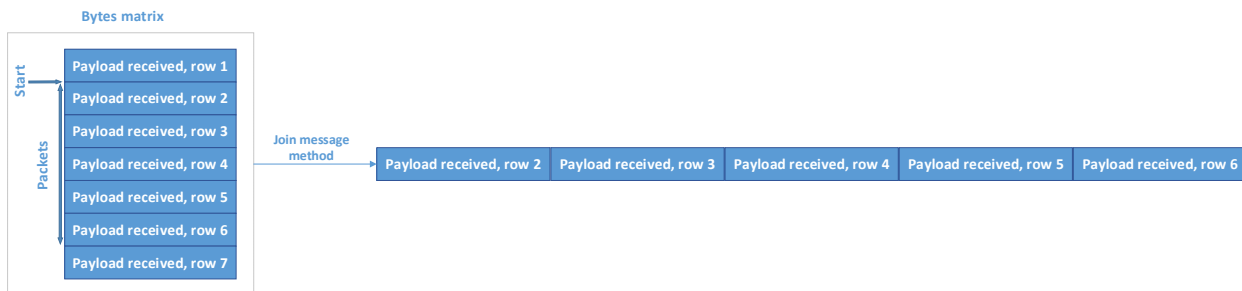 Bytes matrix
Start
Packets
Payload received, row 1
Payload received, row 2
Payload received, row 3
Payload received, row 4
Payload received, row 5
Payload received, row 6
Payload received, row 7
Join message
method
Payload received, row 2 Payload received, row 3 Payload received, row 4 Payload received, row 5 Payload received, row 6